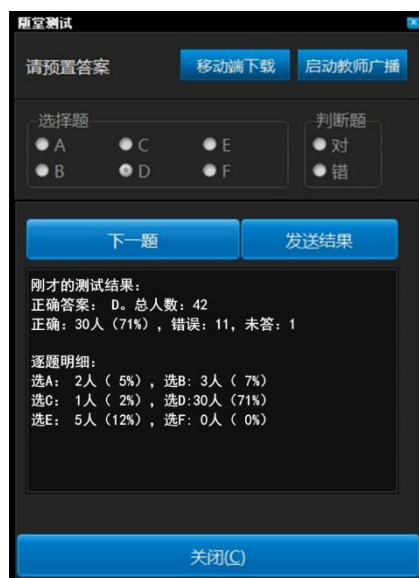 随堂测试
请预置答案 移动端下载 启动教师广播
选择题 判断题
A C E 对
B D F 错
下一题 发送结果
刚才的测试结果:
正确答案: D。总人数: 42
正确: 30人 (71%) , 错误: 11, 未答: 1
逐题明细:
选A: 2人 ( 5%) , 选B: 3人 ( 7%)
选C: 1人 ( 2%) , 选D:30人 (71%)
选E: 5人 (12%) , 选F: 0人 ( 0%)
关闭(C)